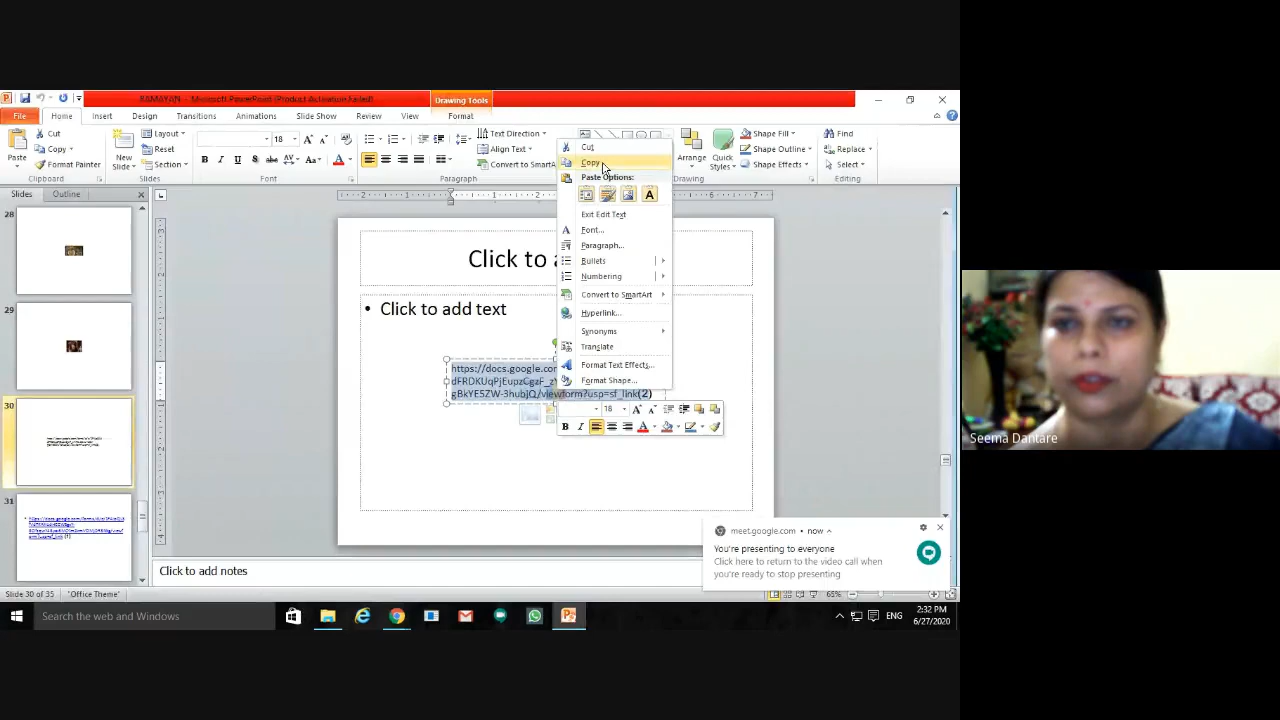 RAMAYAN - Microsoft PowerPoint (Product Activation Failed)
Drawing Tools
File Home Insert Design Transitions Animations Slide Show Review View Format
Cut
Copy
Format Painter
Paste
Clipboard
New
Slide
Layout
Reset
Section
Slides
18
Font
Paragraph
Text Direction
Align Text
Convert to SmartArt
Arrange
Quick
Styles
Shape Fill
Shape Outline
Shape Effects
Drawing
Find
Replace
Select
Editing
Slides Outline
28
29
30
31
Click to a
Click to add text
https://docs.google.com
gBkYE5ZW-3hubjQ/viewform?usp=sf_link(2)
Cut
Copy
Paste Options:
Exit Edit Text
Font...
Paragraph...
Bullets
Numbering
Convert to SmartArt
Hyperlink...
Synonyms
Translate
Format Text Effects...
Format Shape...
18
Click to add notes
meet.google.com • now
You're presenting to everyone
Click here to return to the video call when
you're ready to stop presenting
Slide 30 of 35 "Office Theme"
68%
Search the web and Windows
ENG
2:32 PM
6/27/2020
Seema Dantare